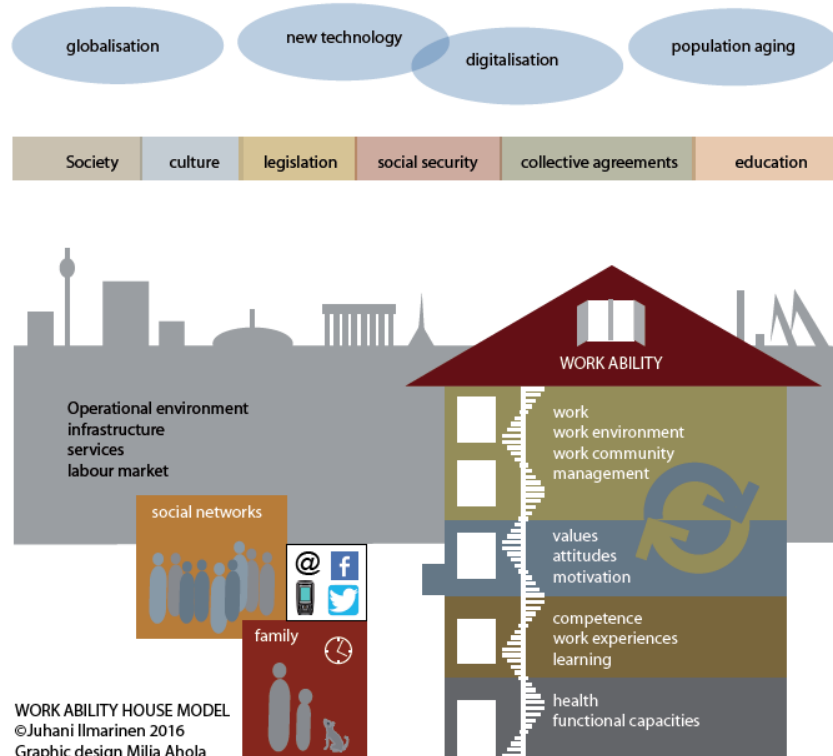 globalisation
new technology
digitalisation
population aging
Society
culture
legislation
social security
collective agreements
education
WORK ABILITY
Operational environment
infrastructure
services
labour market
work
work environment
work community
management
social networks
@
f
values
attitudes
motivation
family
competence
work experiences
learning
health
functional capacities
WORK ABILITY HOUSE MODEL
©Juhani Ilmarinen 2016
Graphic design Milja Ahola